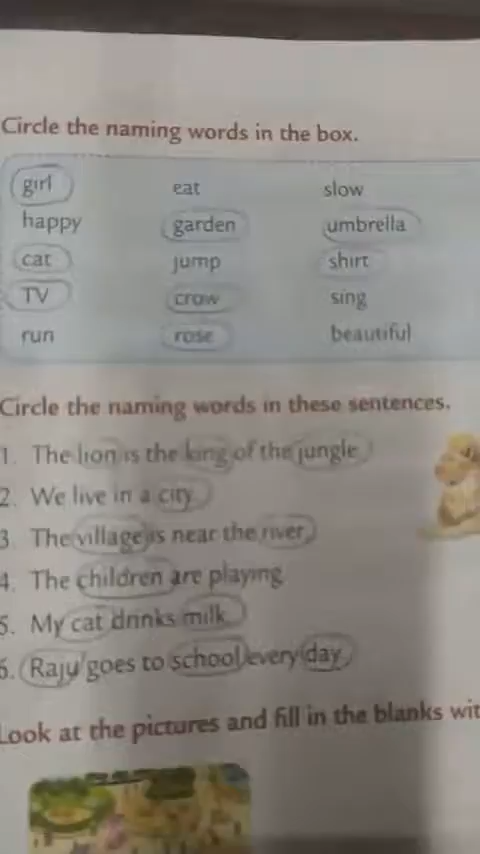 Circle the naming words in the box.
girl eat slow
happy garden umbrella
cat jump shirt
TV crow sing
run rose beautiful
Circle the naming words in these sentences.
1. The lion is the king of the jungle
2. We live in a city
3. The village is near the river
4. The children are playing
5. My cat drinks milk
6. Raju goes to school every day
Look at the pictures and fill in the blanks